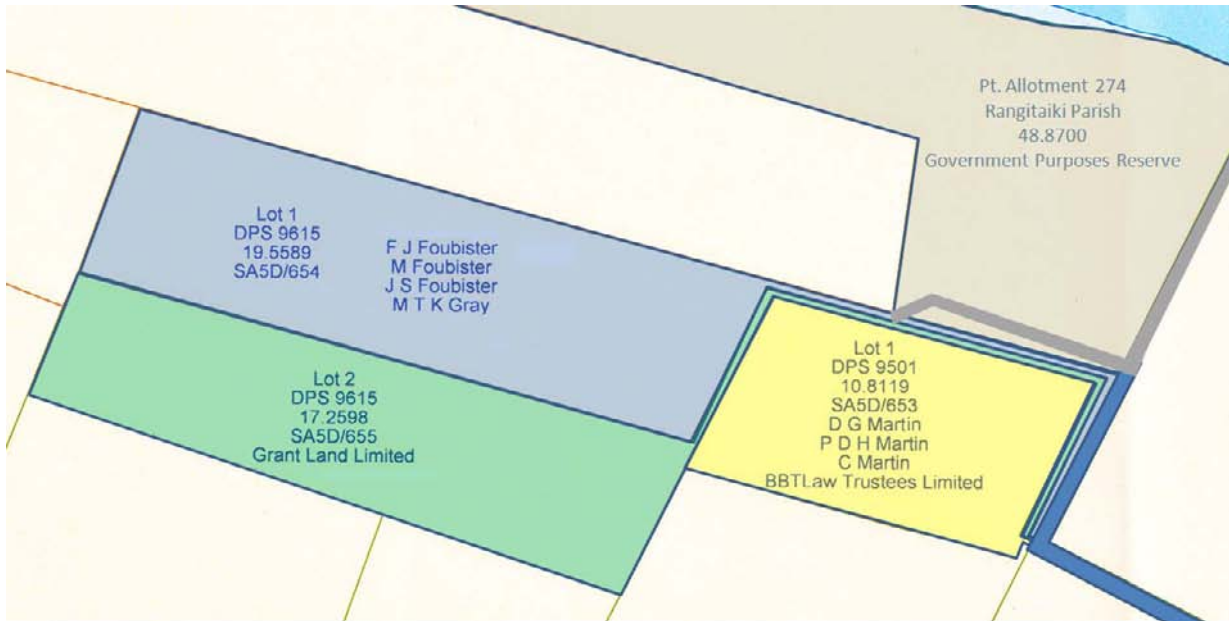 Pt. Allotment 274
Rangitaiki Parish
48.8700
Government Purposes Reserve
Lot 1
DPS 9615
19.5589
SA5D/654
F J Foubister
M Foubister
J S Foubister
M T K Gray
Lot 2
DPS 9615
17.2598
SA5D/655
Grant Land Limited
Lot 1
DPS 9501
10.8119
SA5D/653
D G Martin
P D H Martin
C Martin
BBTLaw Trustees Limited